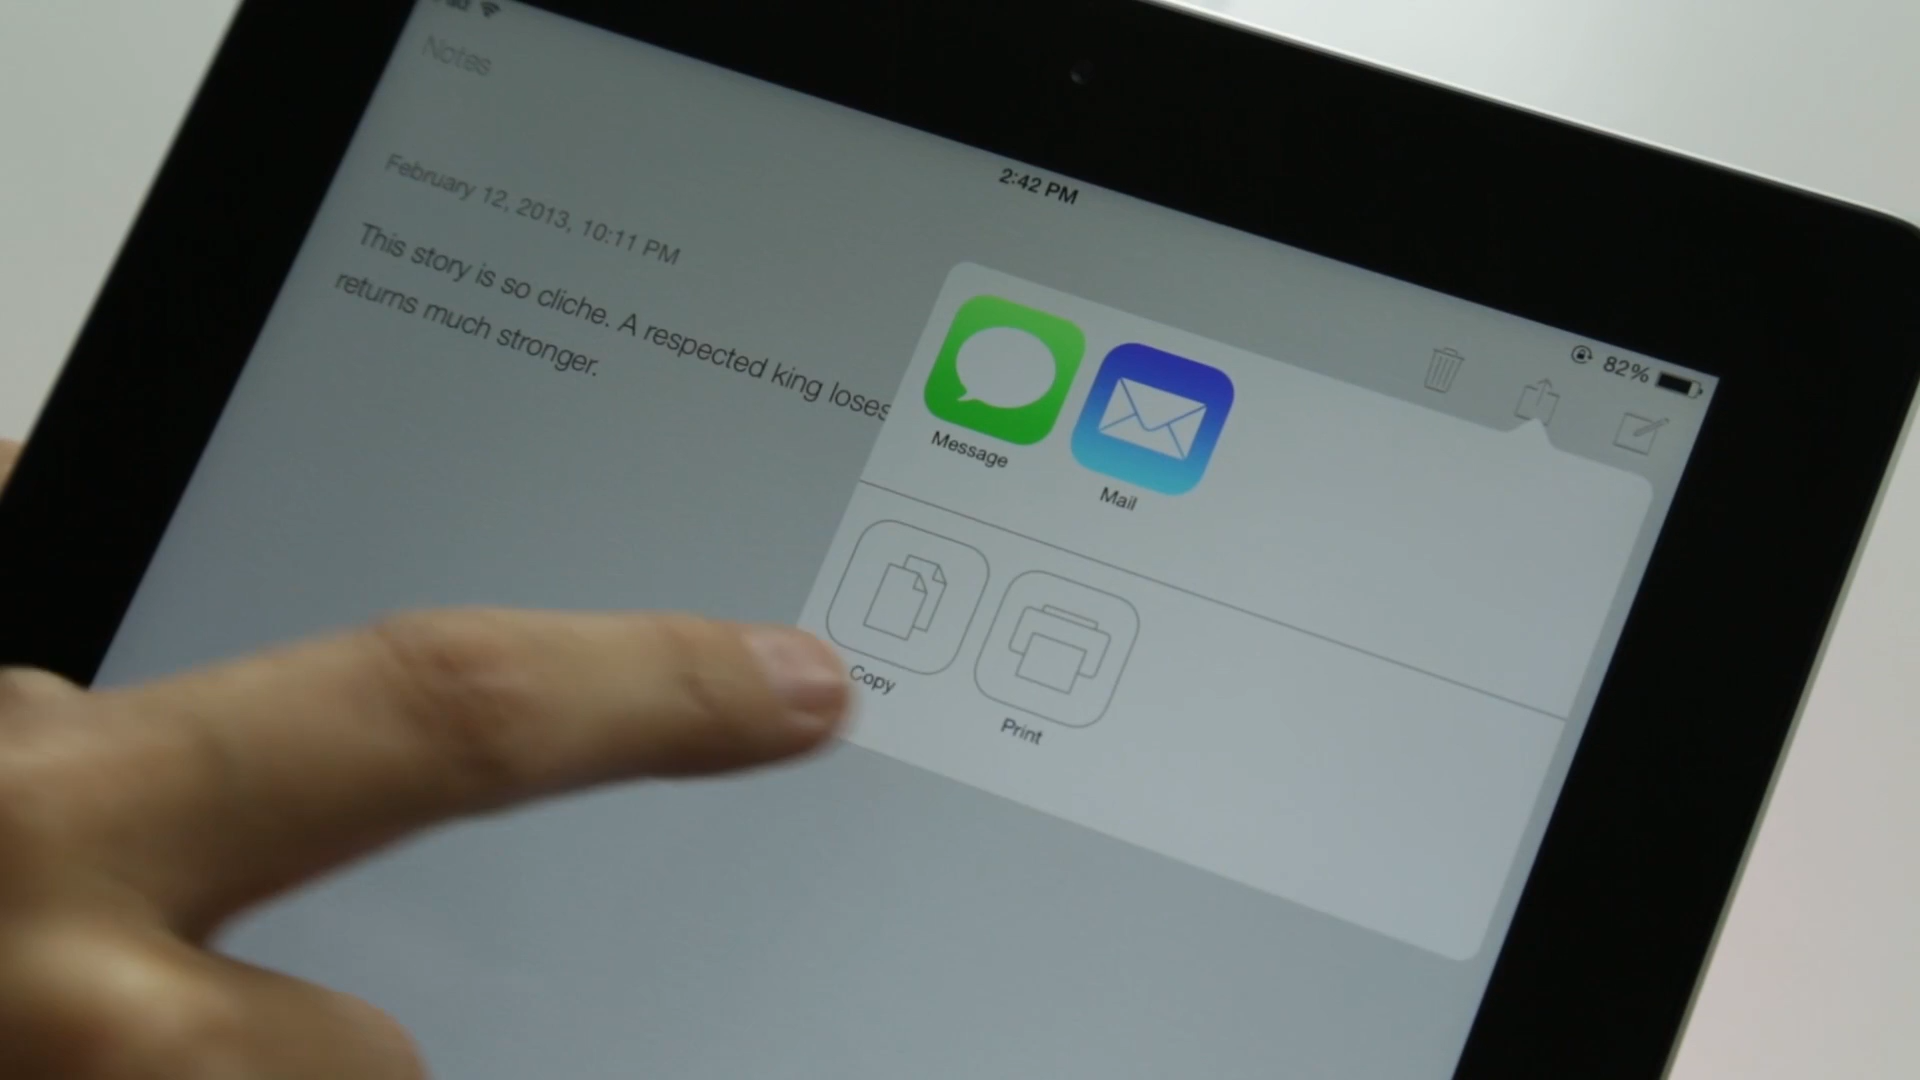 Notes
2:42 PM
82%
February 12, 2013, 10:11 PM
This story is so cliche. A respected king loses
returns much stronger.
Message
Mail
Copy
Print